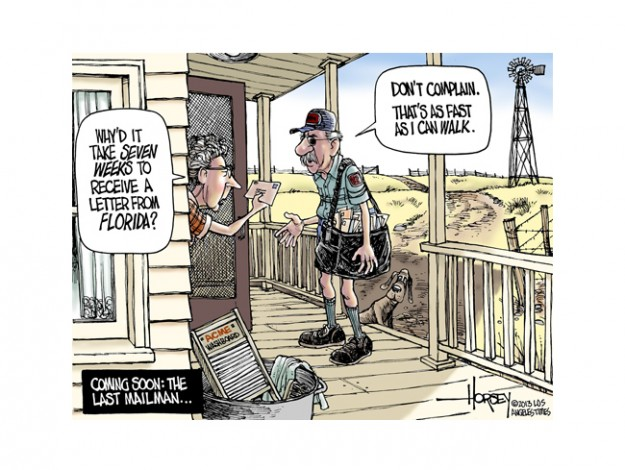 WHY'D IT
TAKE SEVEN
WEEKS TO
RECEIVE A
LETTER FROM
FLORIDA?
DON'T COMPLAIN.
THAT'S AS FAST
AS I CAN WALK.
ACME
WASHBOARD
COMING SOON: THE
LAST MAILMAN...
HORSEY
©2013 LOS
ANGELES TIMES